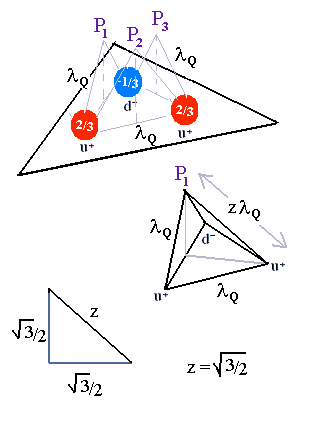 P₁ P₂ P₃
λQ λQ
-1/3
d⁻
2/3 2/3
u⁺ λQ u⁺
P₁
zλQ
λQ d⁻
u⁺
u⁺ λQ
z
√3/2
√3/2
z = √3/2